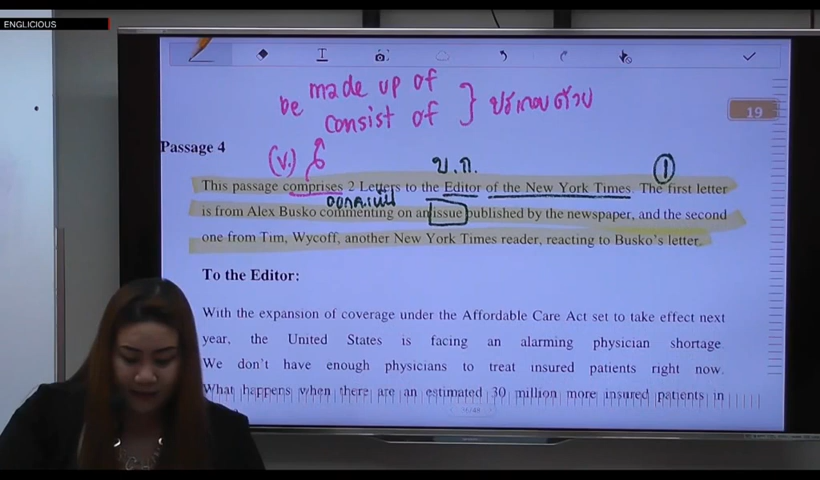 ENGLICIOUS
be made up of
consist of } ประกอบด้วย
19
Passage 4
(v.)
บ.ก.
1
This passage comprises 2 Letters to the Editor of the New York Times. The first letter
ออกความเห็น
is from Alex Busko commenting on an issue published by the newspaper, and the second
one from Tim, Wycoff, another New York Times reader, reacting to Busko's letter.
To the Editor:
With the expansion of coverage under the Affordable Care Act set to take effect next
year, the United States is facing an alarming physician shortage.
We don't have enough physicians to treat insured patients right now.
What happens when there are an estimated 30 million more insured patients in